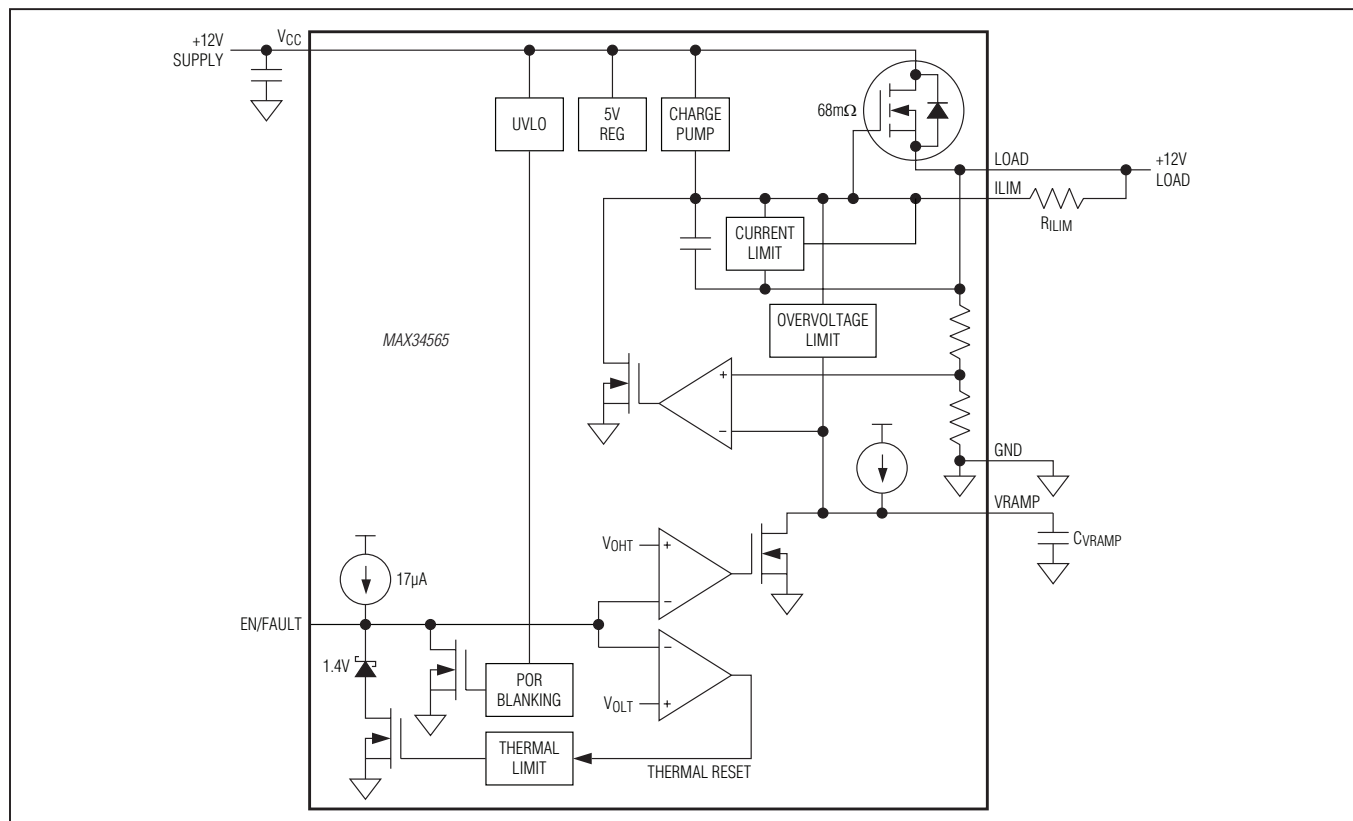 +12V
SUPPLY
VCC
UVLO
5V
REG
CHARGE
PUMP
68mΩ
LOAD
+12V
LOAD
ILIM
RILIM
CURRENT
LIMIT
OVERVOLTAGE
LIMIT
MAX34565
+
−
GND
VRAMP
CVRAMP
VOHT
+
−
17µA
EN/FAULT
1.4V
POR
BLANKING
−
VOLT
+
THERMAL
LIMIT
THERMAL RESET